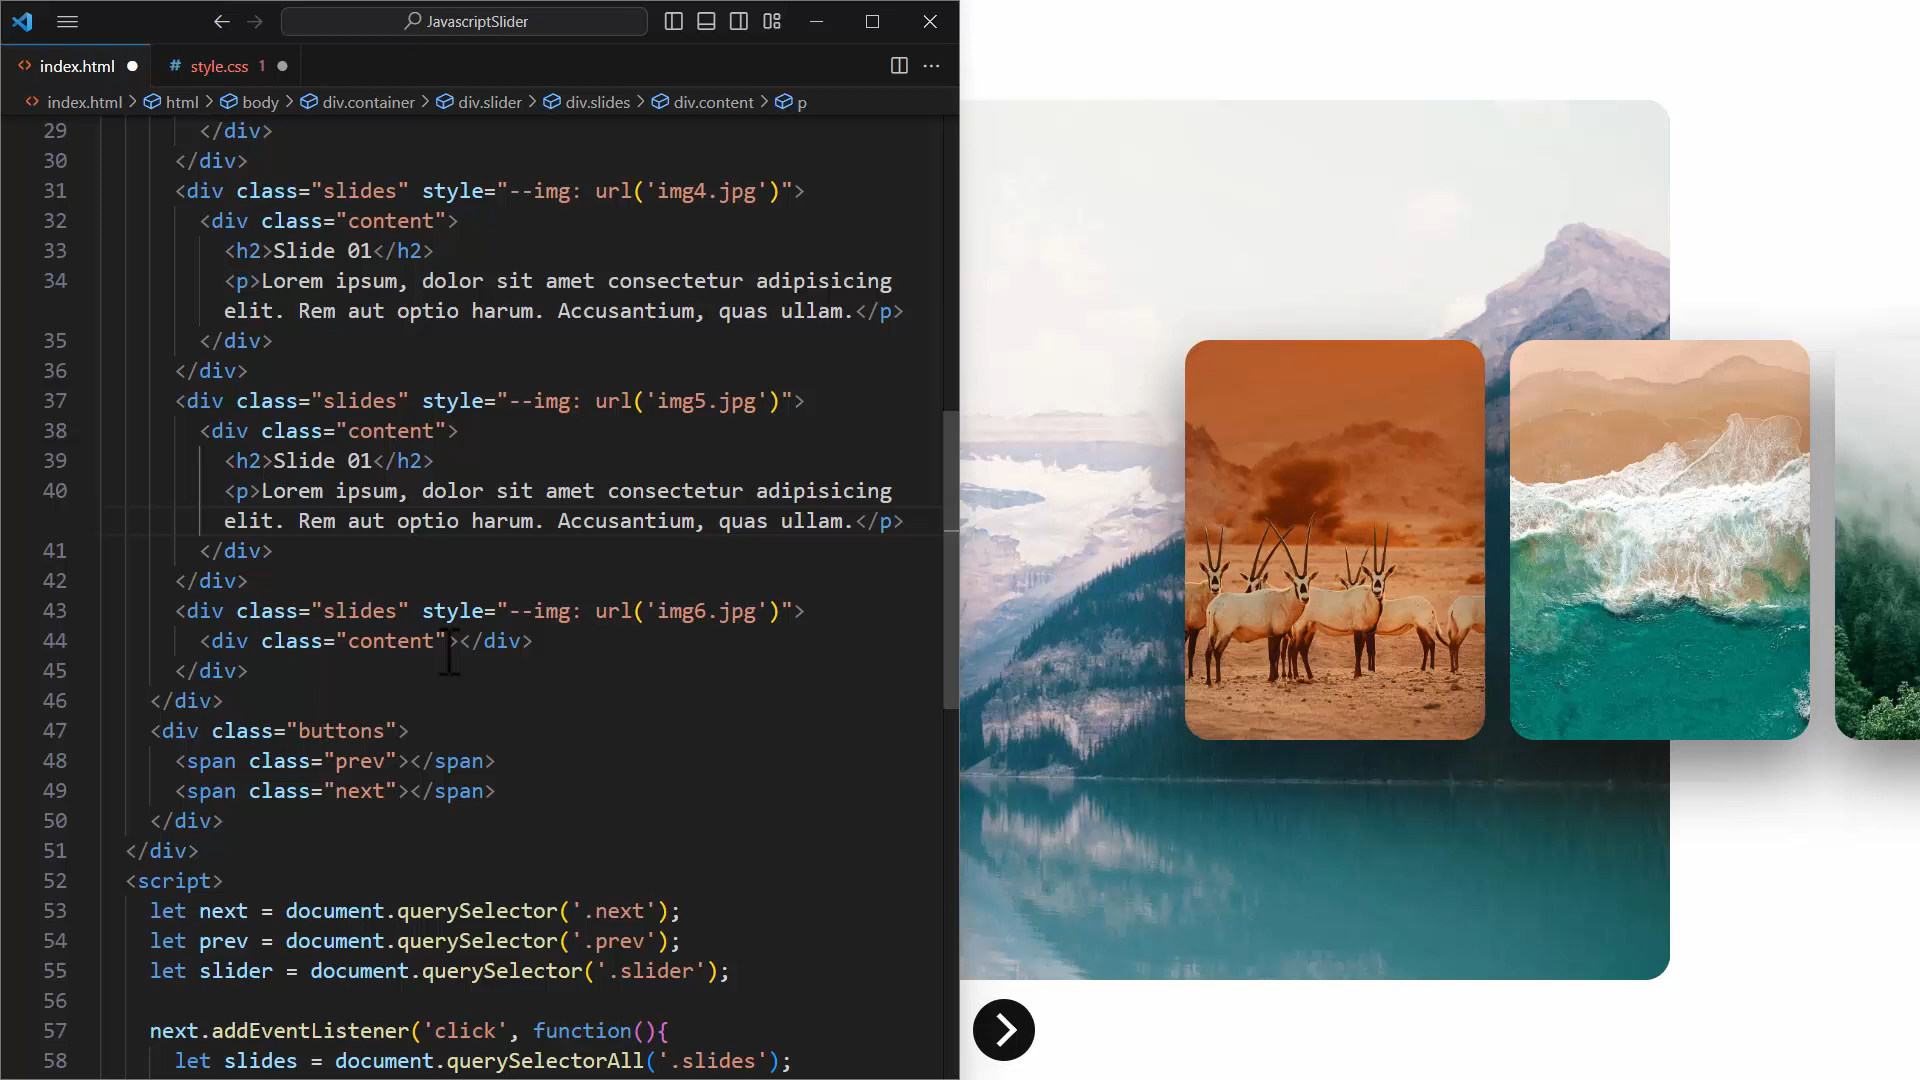 JavascriptSlider
index.html
# style.css 1
index.html > html > body > div.container > div.slider > div.slides > div.content > p
29 </div>
30 </div>
31 <div class="slides" style="--img: url('img4.jpg')">
32 <div class="content">
33 <h2>Slide 01</h2>
34 <p>Lorem ipsum, dolor sit amet consectetur adipisicing
elit. Rem aut optio harum. Accusantium, quas ullam.</p>
35 </div>
36 </div>
37 <div class="slides" style="--img: url('img5.jpg')">
38 <div class="content">
39 <h2>Slide 01</h2>
40 <p>Lorem ipsum, dolor sit amet consectetur adipisicing
elit. Rem aut optio harum. Accusantium, quas ullam.</p>
41 </div>
42 </div>
43 <div class="slides" style="--img: url('img6.jpg')">
44 <div class="content"></div>
45 </div>
46 </div>
47 <div class="buttons">
48 <span class="prev"></span>
49 <span class="next"></span>
50 </div>
51 </div>
52 <script>
53 let next = document.querySelector('.next');
54 let prev = document.querySelector('.prev');
55 let slider = document.querySelector('.slider');
56
57 next.addEventListener('click', function(){
58 let slides = document.querySelectorAll('.slides');